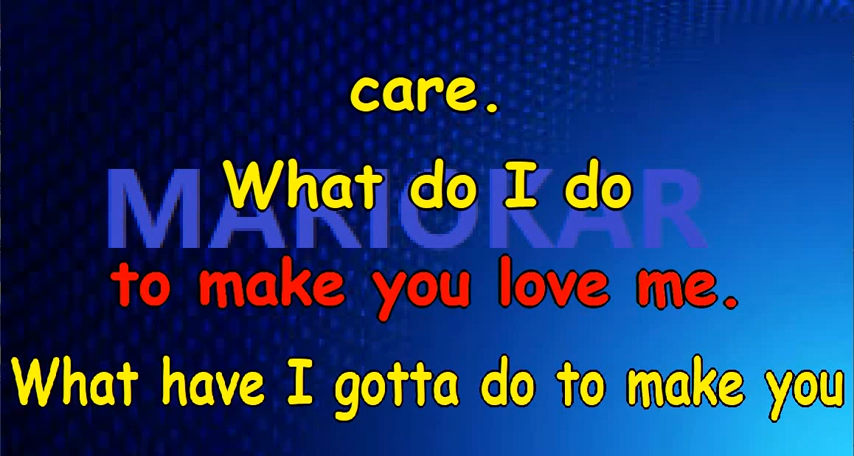 care.
MARIOKAR
What do I do
to make you love me.
What have I gotta do to make you